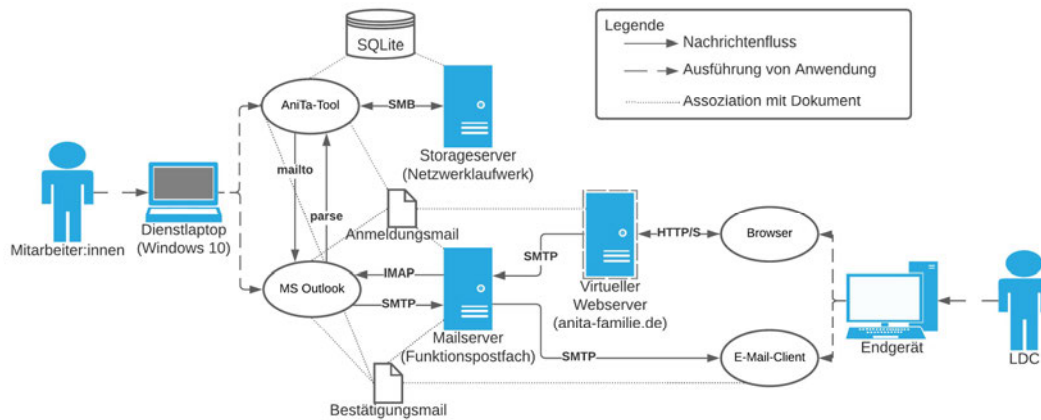 SQLite
Legende
Nachrichtenfluss
Ausführung von Anwendung
Assoziation mit Dokument
AniTa-Tool
SMB
Storageserver
(Netzwerklaufwerk)
mailto
parse
Mitarbeiter:innen
Dienstlaptop
(Windows 10)
Anmeldungsmail
SMTP
HTTP/S
Browser
MS Outlook
IMAP
SMTP
Mailserver
(Funktionspostfach)
Virtueller
Webserver
(anita-familie.de)
SMTP
E-Mail-Client
Endgerät
LDC
Bestätigungsmail